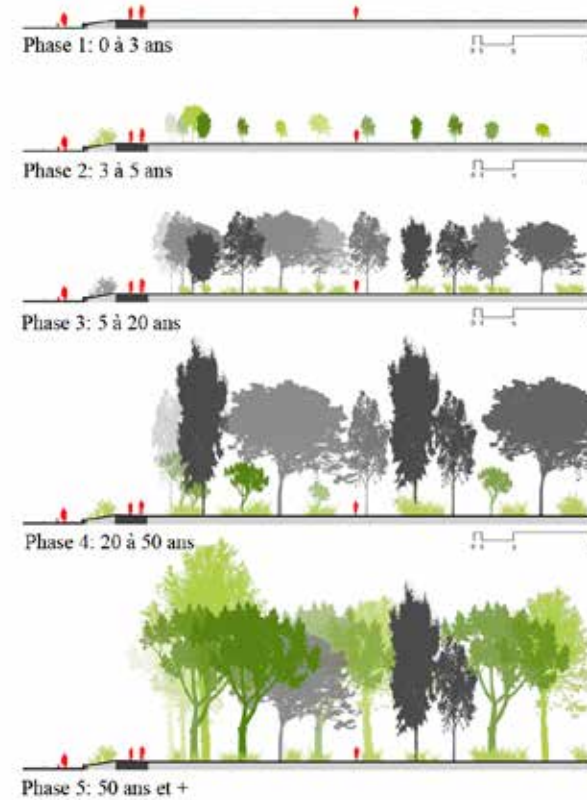 Phase 1: 0 à 3 ans
Phase 2: 3 à 5 ans
Phase 3: 5 à 20 ans
Phase 4: 20 à 50 ans
Phase 5: 50 ans et +